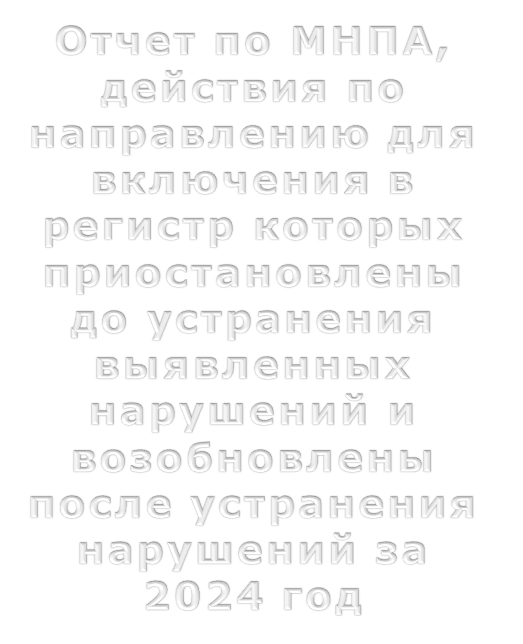 Отчет по МНПА,
действия по
направлению для
включения в
регистр которых
приостановлены
до устранения
выявленных
нарушений и
возобновлены
после устранения
нарушений за
2024 год